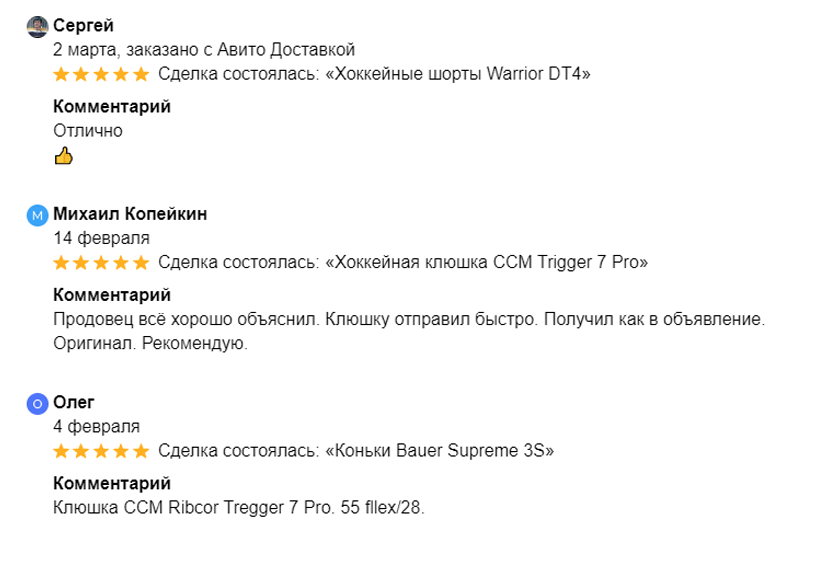 Сергей
2 марта, заказано с Авито Доставкой
Сделка состоялась: «Хоккейные шорты Warrior DT4»
Комментарий
Отлично
👍
М Михаил Копейкин
14 февраля
Сделка состоялась: «Хоккейная клюшка CCM Trigger 7 Pro»
Комментарий
Продовец всё хорошо объяснил. Клюшку отправил быстро. Получил как в объявление.
Оригинал. Рекомендую.
О Олег
4 февраля
Сделка состоялась: «Коньки Bauer Supreme 3S»
Комментарий
Клюшка CCM Ribcor Tregger 7 Pro. 55 fllex/28.